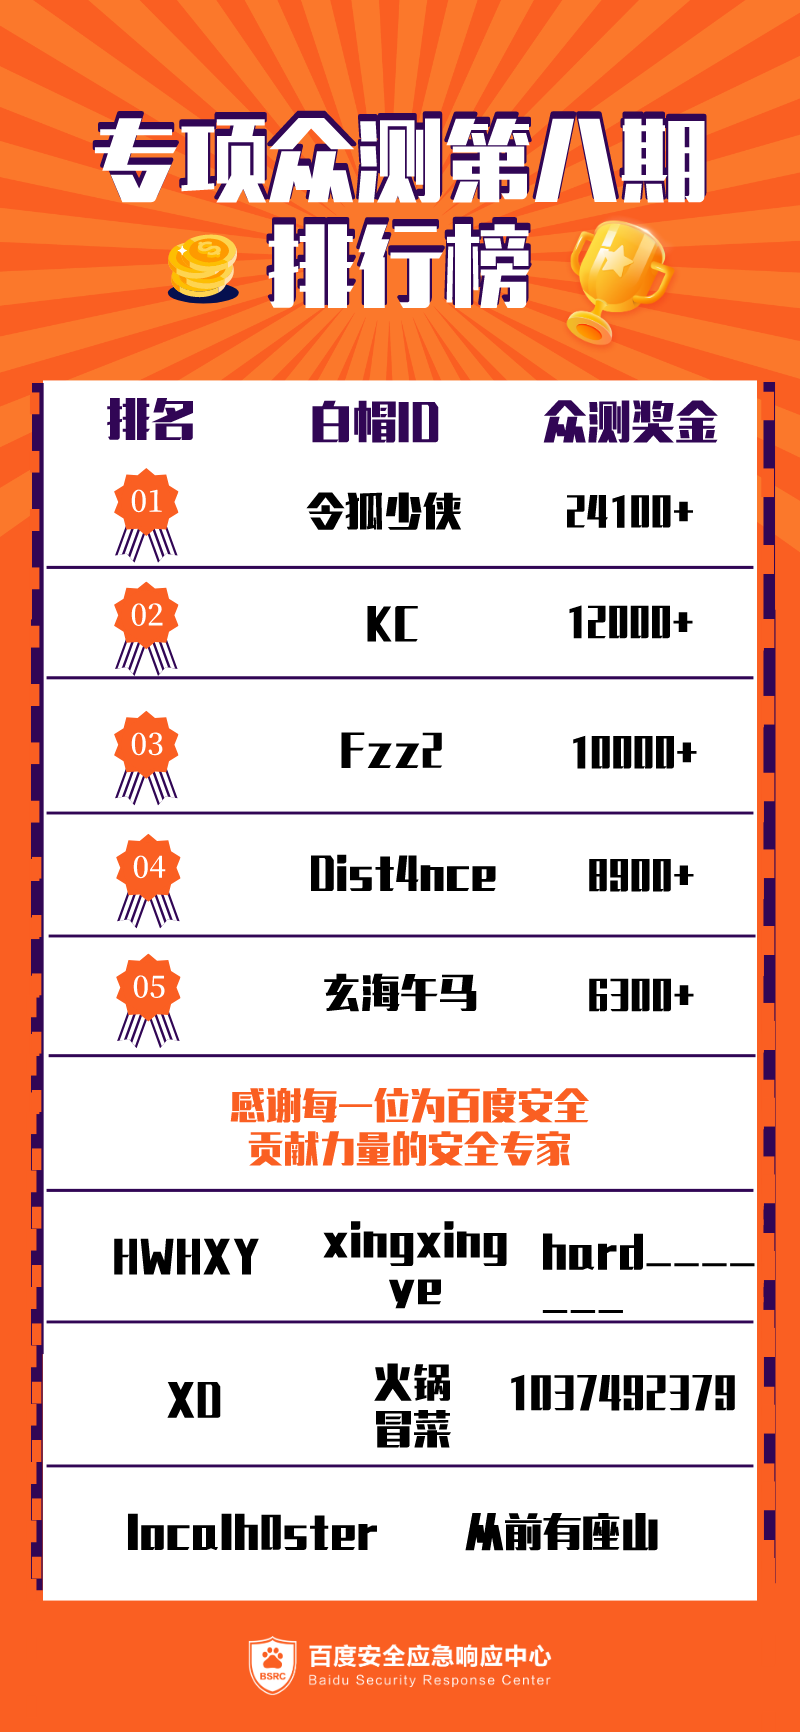 专项众测第八期
排行榜
排名 白帽ID 众测奖金
01 令狐少侠 24100+
02 KC 12000+
03 Fzz2 10000+
04 Dist4nce 8900+
05 玄海午马 6300+
感谢每一位为百度安全
贡献力量的安全专家
HWHXY xingxing hard____
ye ___
XD 火锅 1037492379
冒菜
localh0ster 从前有座山
BSRC 百度安全应急响应中心
Baidu Security Response Center